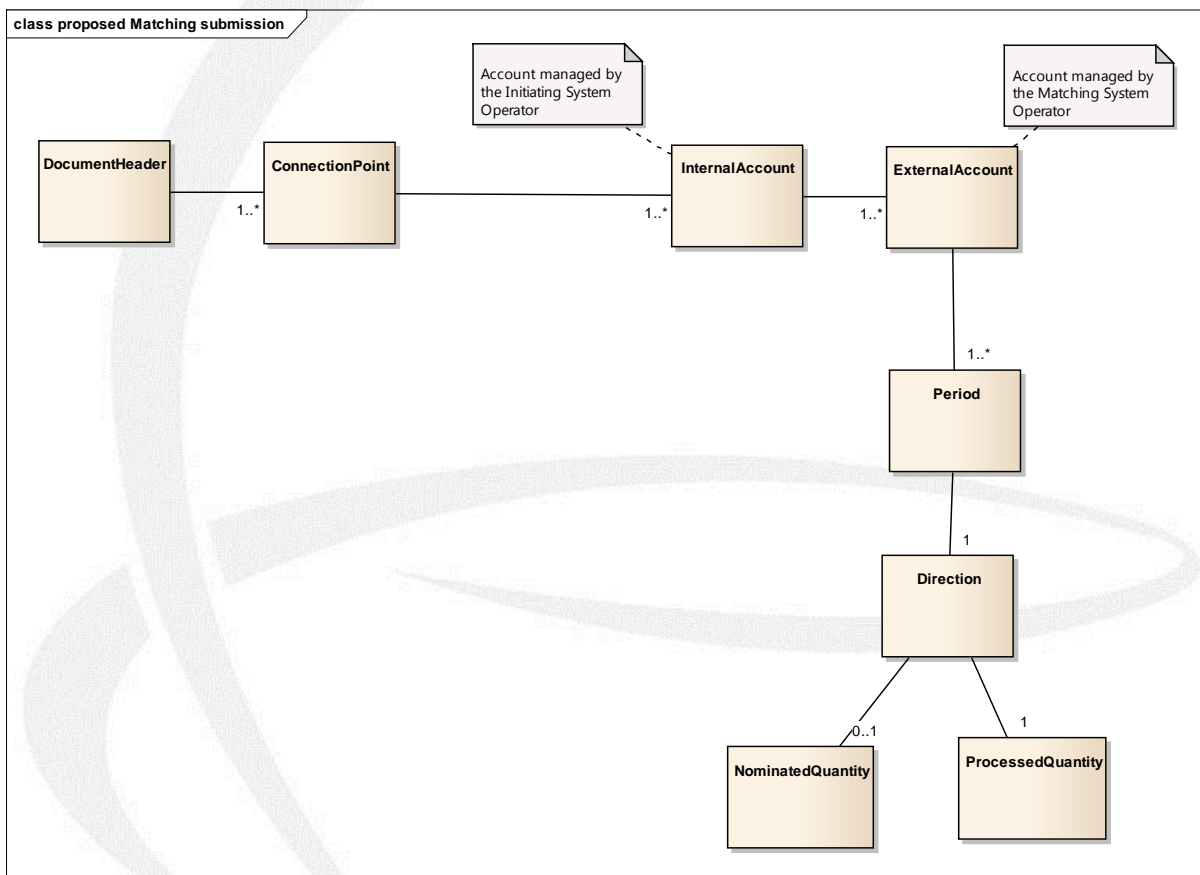 class proposed Matching submission
Account managed by
the Initiating System
Operator
Account managed by
the Matching System
Operator
DocumentHeader
ConnectionPoint
InternalAccount
ExternalAccount
1..*
1..*
1..*
1..*
Period
1
Direction
0..1
1
NominatedQuantity
ProcessedQuantity